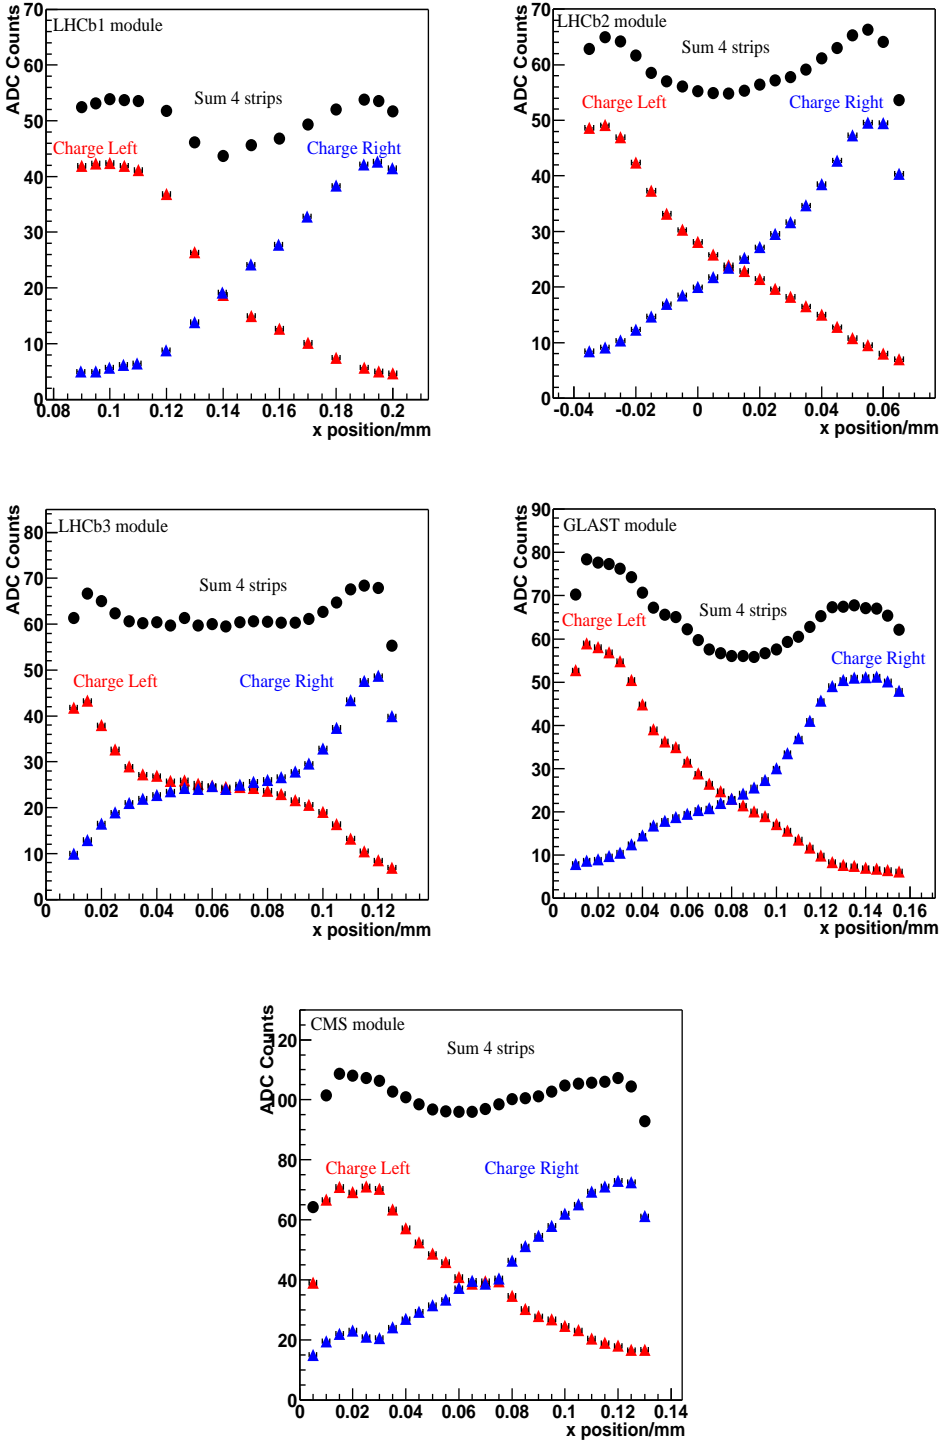 LHCb1 module
ADC Counts
70
60
50
40
30
20
10
0
Sum 4 strips
Charge Left
Charge Right
0.08 0.1 0.12 0.14 0.16 0.18 0.2
x position/mm
LHCb2 module
ADC Counts
70
60
50
40
30
20
10
0
Sum 4 strips
Charge Left
Charge Right
-0.04 -0.02 0 0.02 0.04 0.06
x position/mm
LHCb3 module
ADC Counts
80
70
60
50
40
30
20
10
0
Sum 4 strips
Charge Left
Charge Right
0 0.02 0.04 0.06 0.08 0.1 0.12
x position/mm
GLAST module
ADC Counts
90
80
70
60
50
40
30
20
10
0
Sum 4 strips
Charge Left
Charge Right
0 0.02 0.04 0.06 0.08 0.1 0.12 0.14 0.16
x position/mm
CMS module
ADC Counts
120
100
80
60
40
20
0
Sum 4 strips
Charge Left
Charge Right
0 0.02 0.04 0.06 0.08 0.1 0.12 0.14
x position/mm